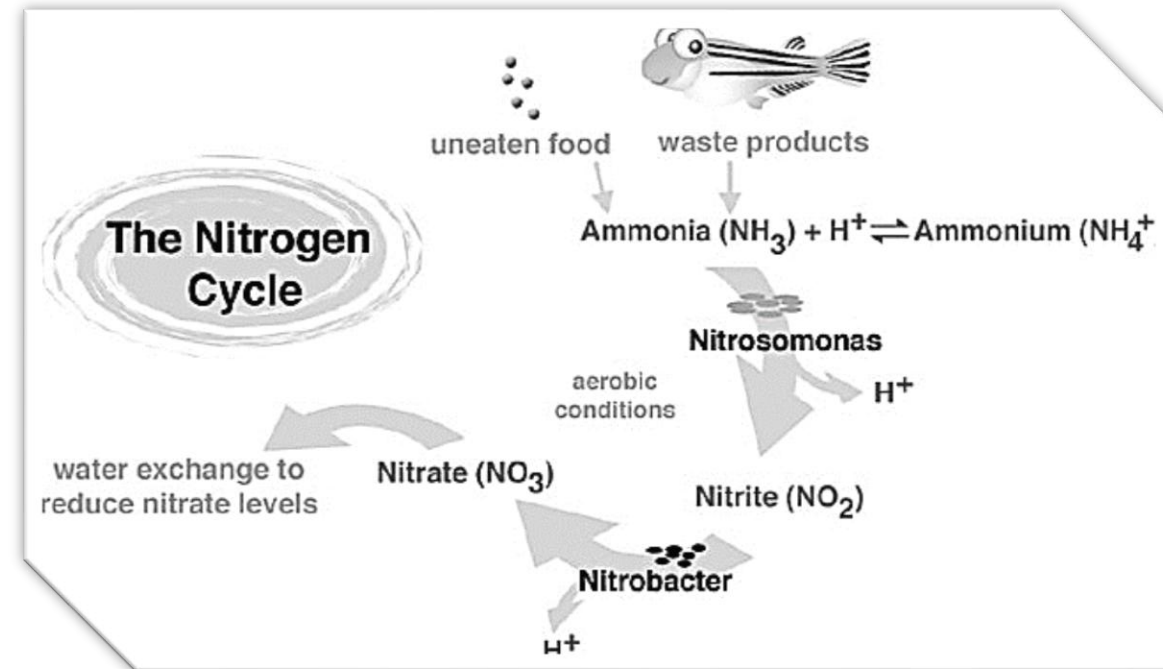 uneaten food
waste products
Ammonia (NH₃) + H⁺ ⇌ Ammonium (NH₄⁺
The Nitrogen
Cycle
Nitrosomonas
H⁺
aerobic
conditions
water exchange to
reduce nitrate levels
Nitrate (NO₃)
Nitrite (NO₂)
Nitrobacter
H⁺